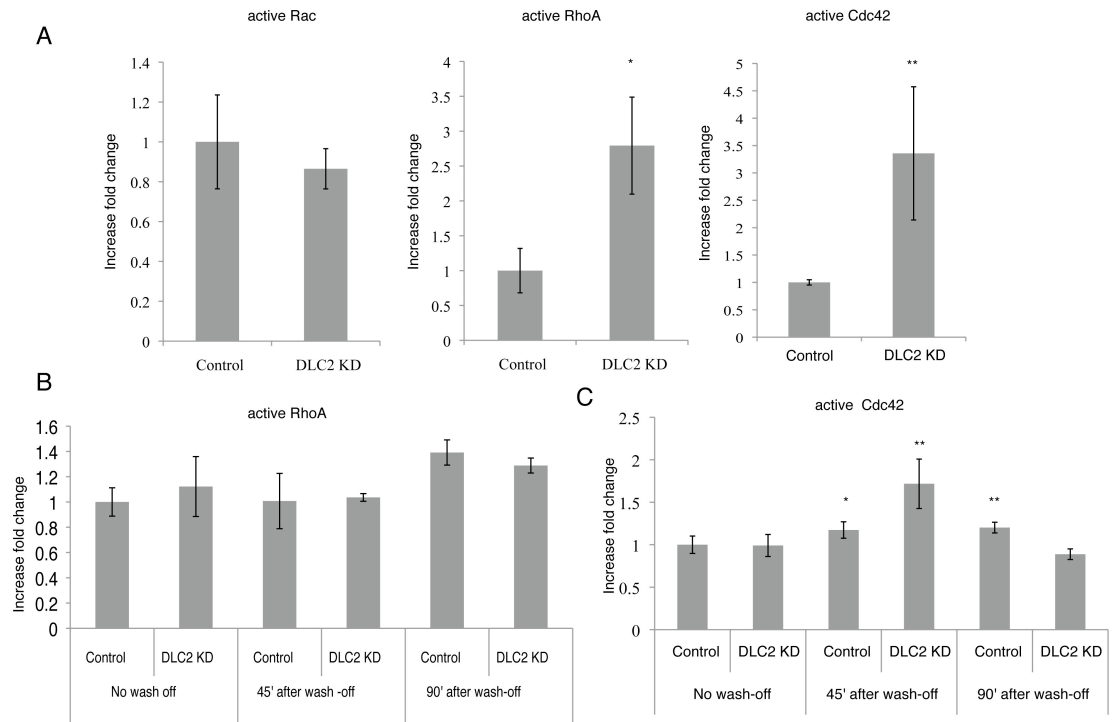 A
active Rac
active RhoA
active Cdc42
Increase fold change
1.4
1.2
1
0.8
0.6
0.4
0.2
0
Control
DLC2 KD
Increase fold change
4
3.5
3
2.5
2
1.5
1
0.5
0
*
Control
DLC2 KD
Increase fold change
5
4.5
4
3.5
3
2.5
2
1.5
1
0.5
0
**
Control
DLC2 KD
B
active RhoA
Increase fold change
1.6
1.4
1.2
1
0.8
0.6
0.4
0.2
0
Control DLC2 KD Control DLC2 KD Control DLC2 KD
No wash off 45' after wash -off 90' after wash-off
C
active Cdc42
Increase fold change
2.5
2
1.5
1
0.5
0
* ** **
Control DLC2 KD Control DLC2 KD Control DLC2 KD
No wash-off 45' after wash-off 90' after wash-off